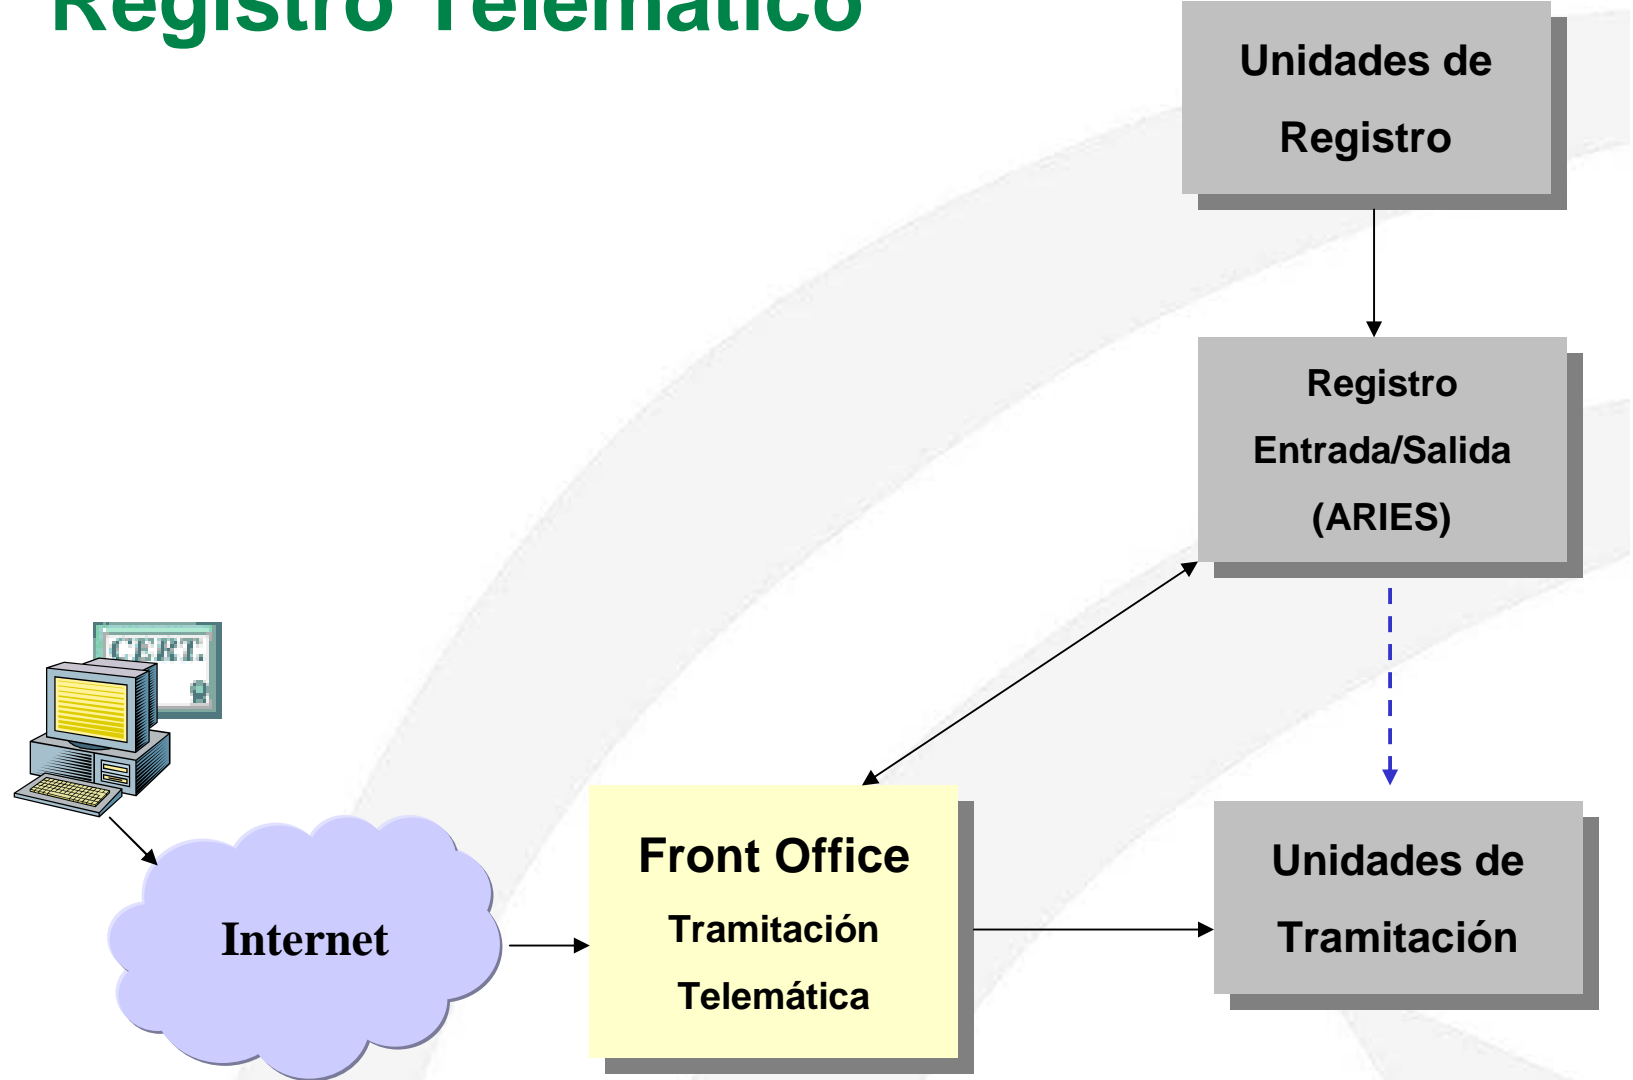 Registro Telemático
Unidades de
Registro
Registro
Entrada/Salida
(ARIES)
CERT.
Front Office
Tramitación
Telemática
Internet
Unidades de
Tramitación